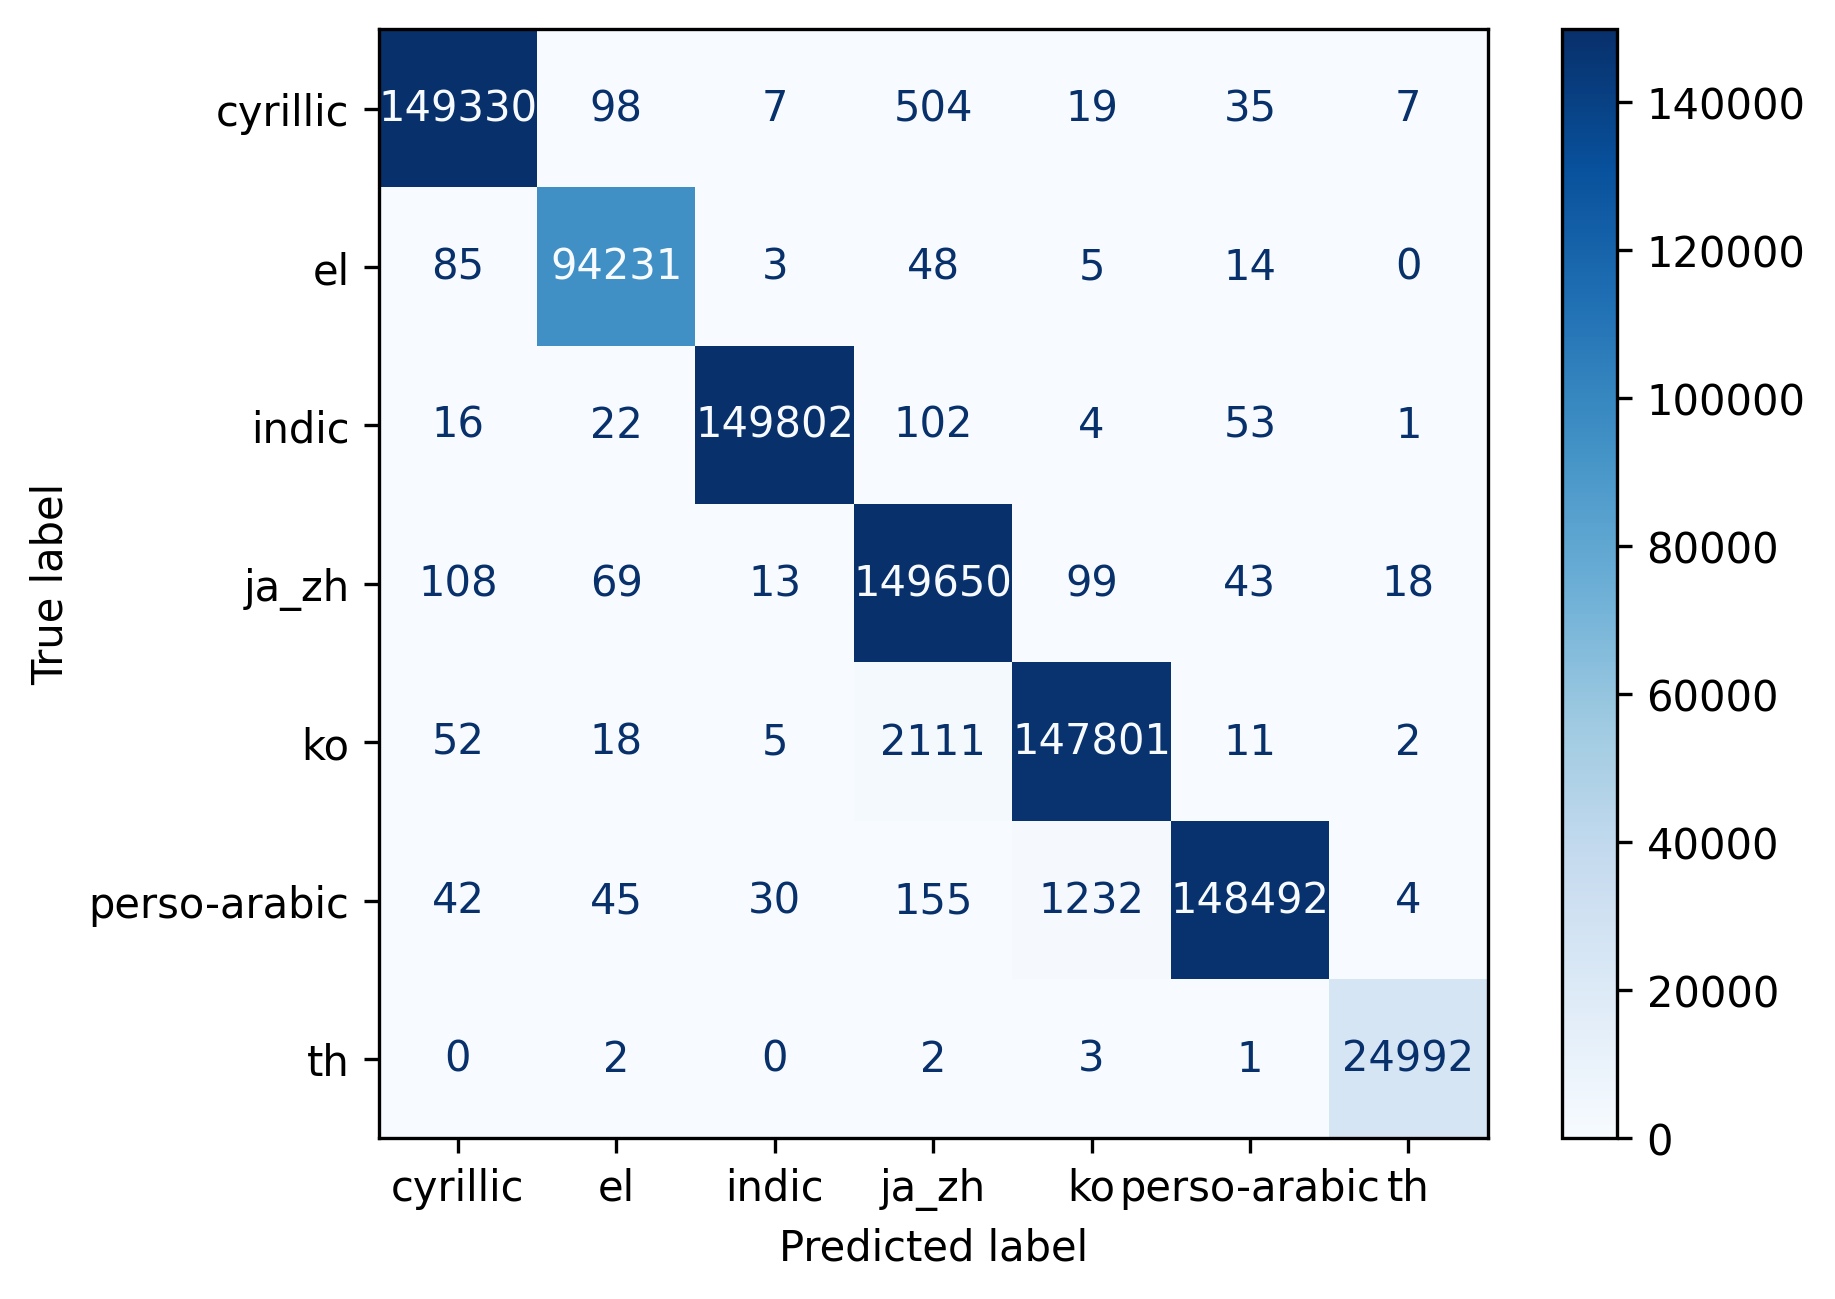 cyrillic 149330 98 7 504 19 35 7
el 85 94231 3 48 5 14 0
indic 16 22 149802 102 4 53 1
ja_zh 108 69 13 149650 99 43 18
ko 52 18 5 2111 147801 11 2
perso-arabic 42 45 30 155 1232 148492 4
th 0 2 0 2 3 1 24992
cyrillic el indic ja_zh ko perso-arabic th
Predicted label
True label
140000
120000
100000
80000
60000
40000
20000
0